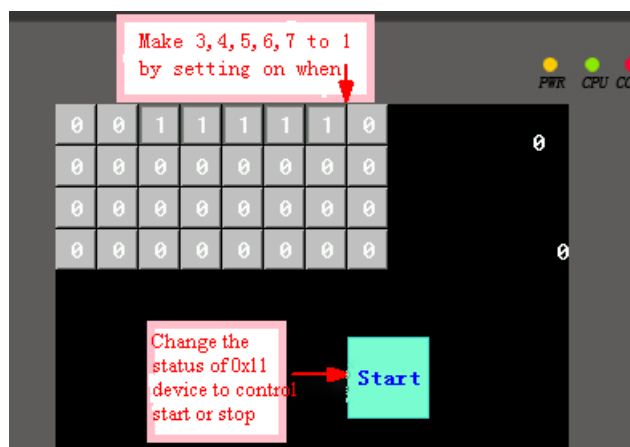 Make 3,4,5,6,7 to 1
by setting on when
PWR CPU CO
0 0 1 1 1 1 1 0
0
0 0 0 0 0 0 0 0
0 0 0 0 0 0 0 0
0 0 0 0 0 0 0 0
0
Change the
status of 0x11
device to control
start or stop
Start